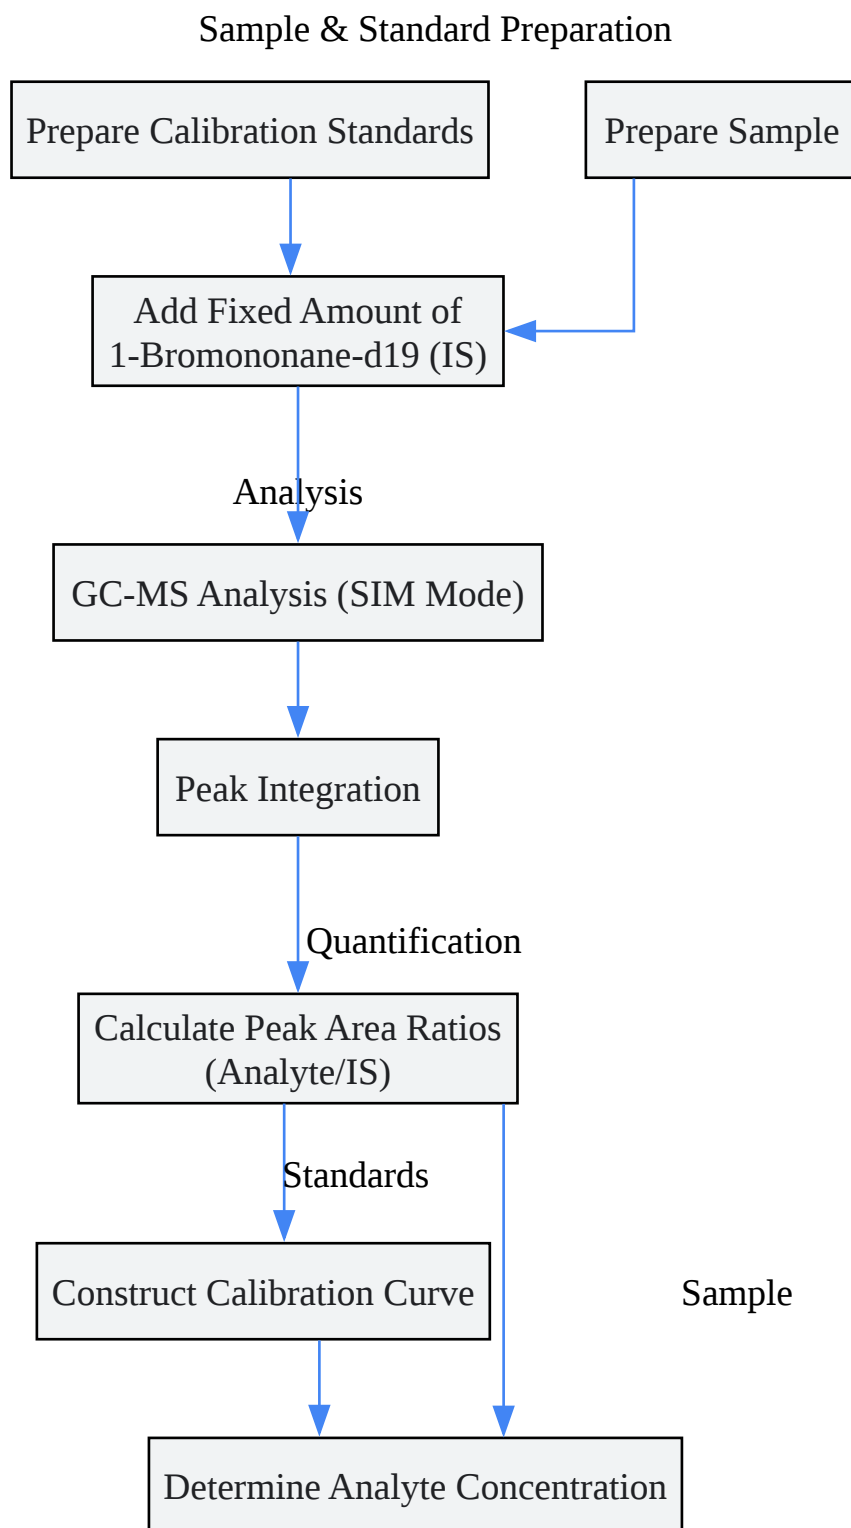 Sample & Standard Preparation
Prepare Calibration Standards
Prepare Sample
Add Fixed Amount of
1-Bromononane-d19 (IS)
Analysis
GC-MS Analysis (SIM Mode)
Peak Integration
Quantification
Calculate Peak Area Ratios
(Analyte/IS)
Standards
Construct Calibration Curve
Sample
Determine Analyte Concentration